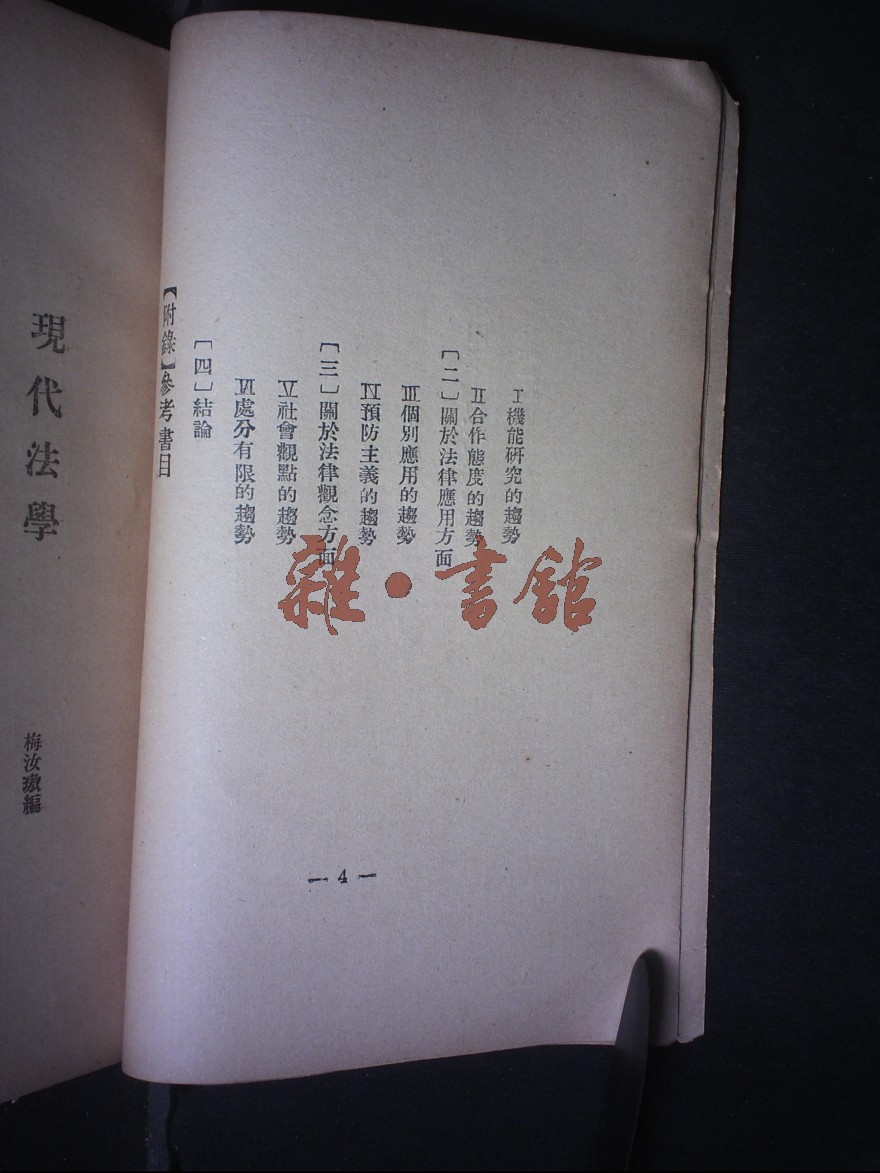 Ⅰ機能研究的趨勢
Ⅱ合作態度的趨勢
〔二〕關於法律應用方面
Ⅲ個別應用的趨勢
Ⅳ預防主義的趨勢
〔三〕關於法律觀念方面
Ⅴ社會觀點的趨勢
Ⅵ處分有限的趨勢
〔四〕結論
【附錄】參考書目
— 4 —
現代法學
梅汝璈編
雜·書館